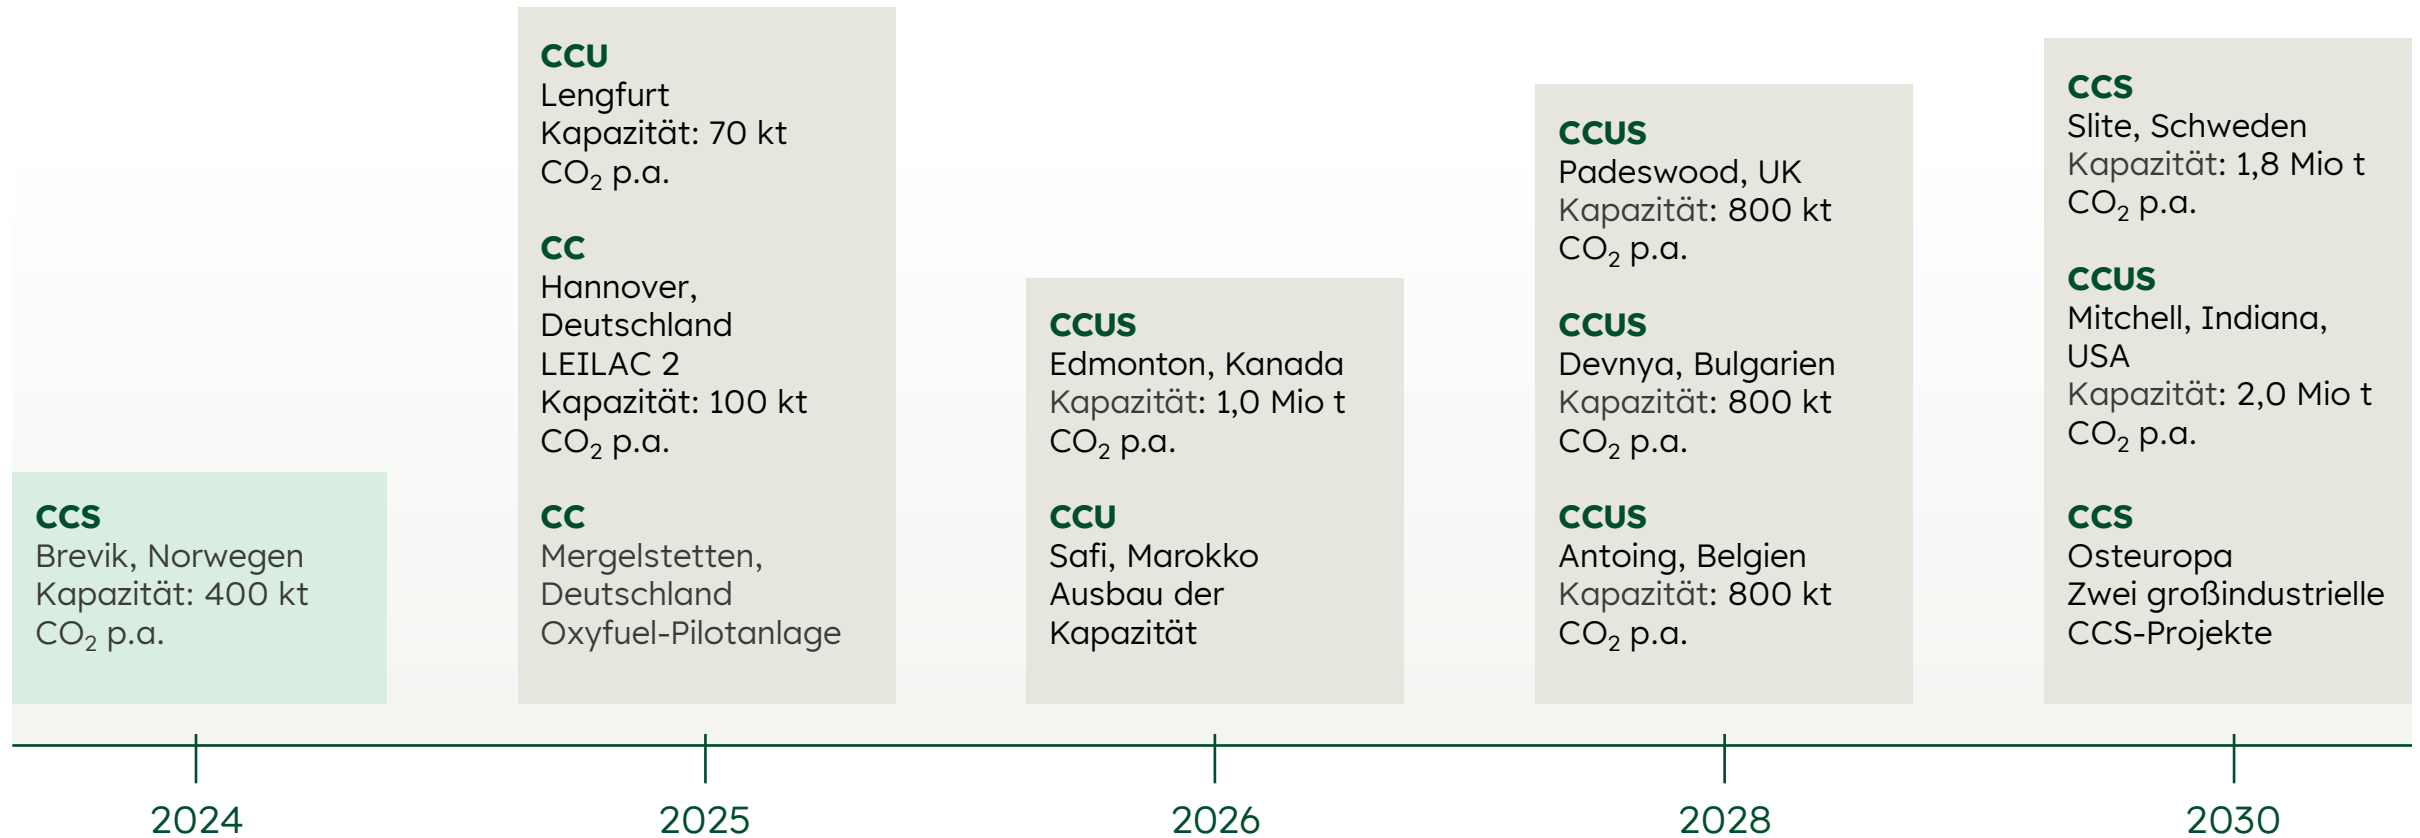 CCS
Brevik, Norwegen
Kapazität: 400 kt
CO₂ p.a.
CCU
Lengfurt
Kapazität: 70 kt
CO₂ p.a.
CC
Hannover,
Deutschland
LEILAC 2
Kapazität: 100 kt
CO₂ p.a.
CC
Mergelstetten,
Deutschland
Oxyfuel-Pilotanlage
CCUS
Edmonton, Kanada
Kapazität: 1,0 Mio t
CO₂ p.a.
CCU
Safi, Marokko
Ausbau der
Kapazität
CCUS
Padeswood, UK
Kapazität: 800 kt
CO₂ p.a.
CCUS
Devnya, Bulgarien
Kapazität: 800 kt
CO₂ p.a.
CCUS
Antoing, Belgien
Kapazität: 800 kt
CO₂ p.a.
CCS
Slite, Schweden
Kapazität: 1,8 Mio t
CO₂ p.a.
CCUS
Mitchell, Indiana,
USA
Kapazität: 2,0 Mio t
CO₂ p.a.
CCS
Osteuropa
Zwei großindustrielle
CCS-Projekte
2024
2025
2026
2028
2030